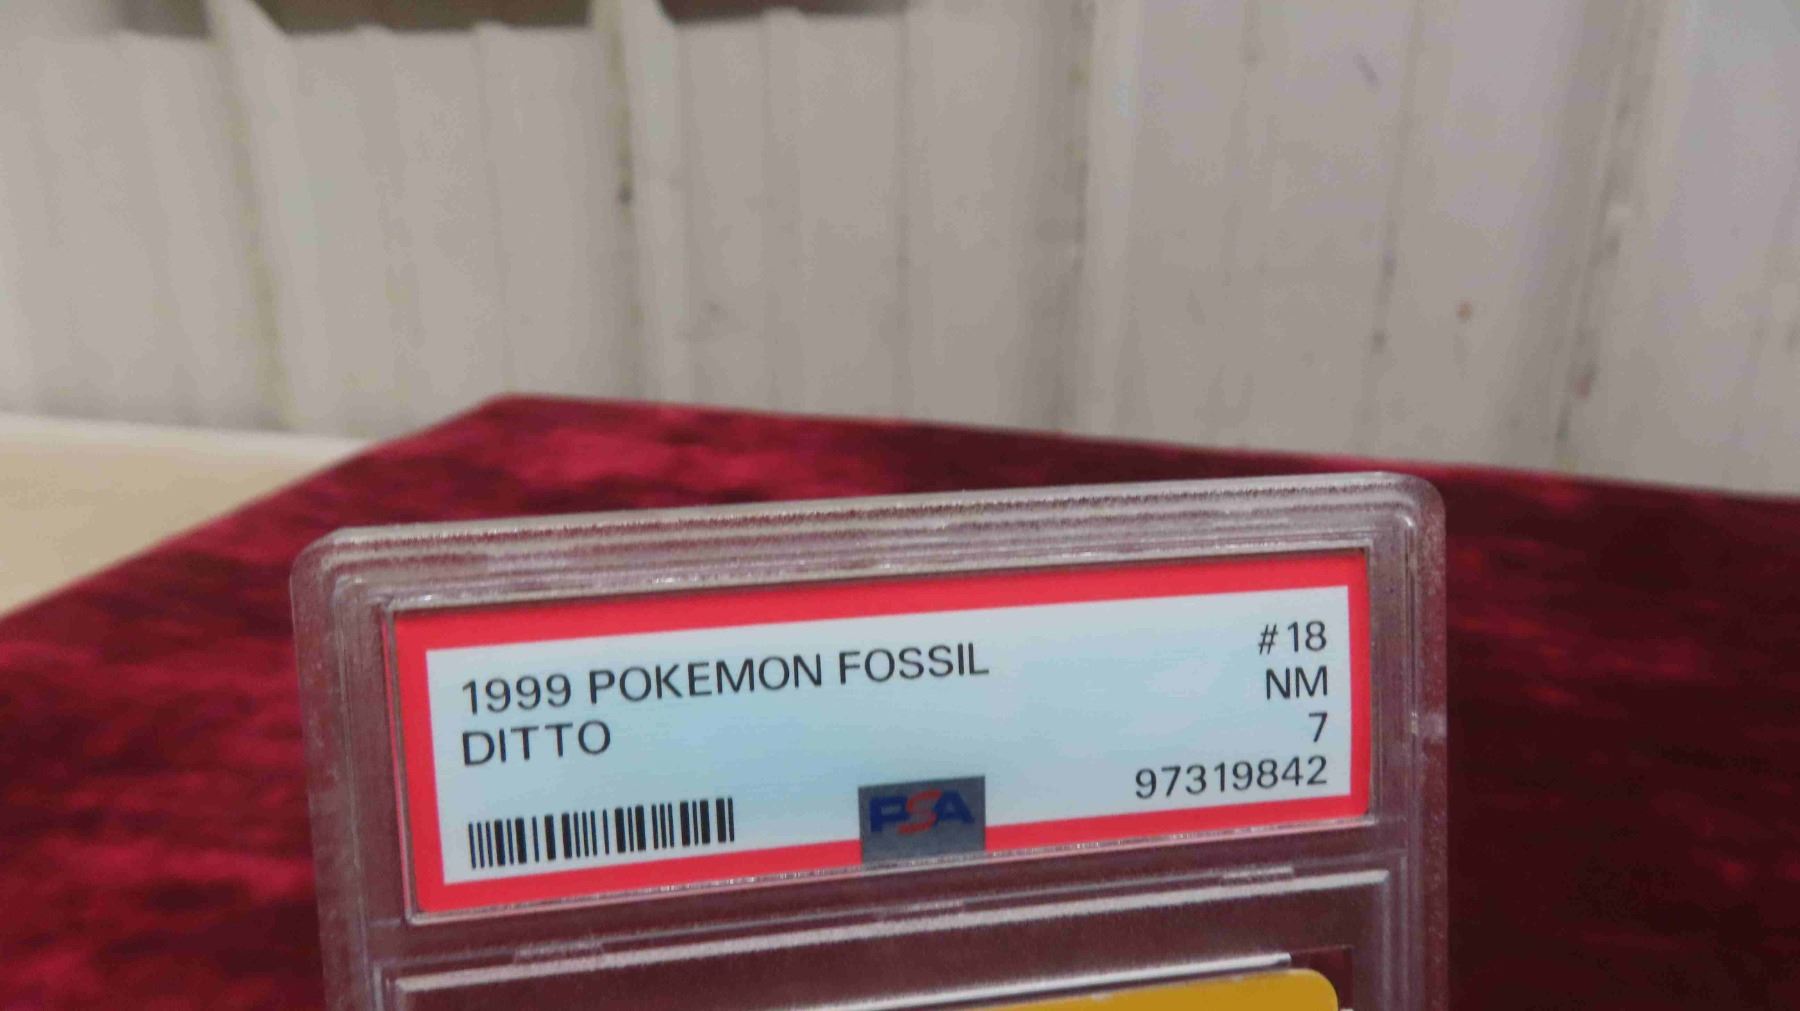 1999 POKEMON FOSSIL #18
DITTO NM
7
97319842
PSA